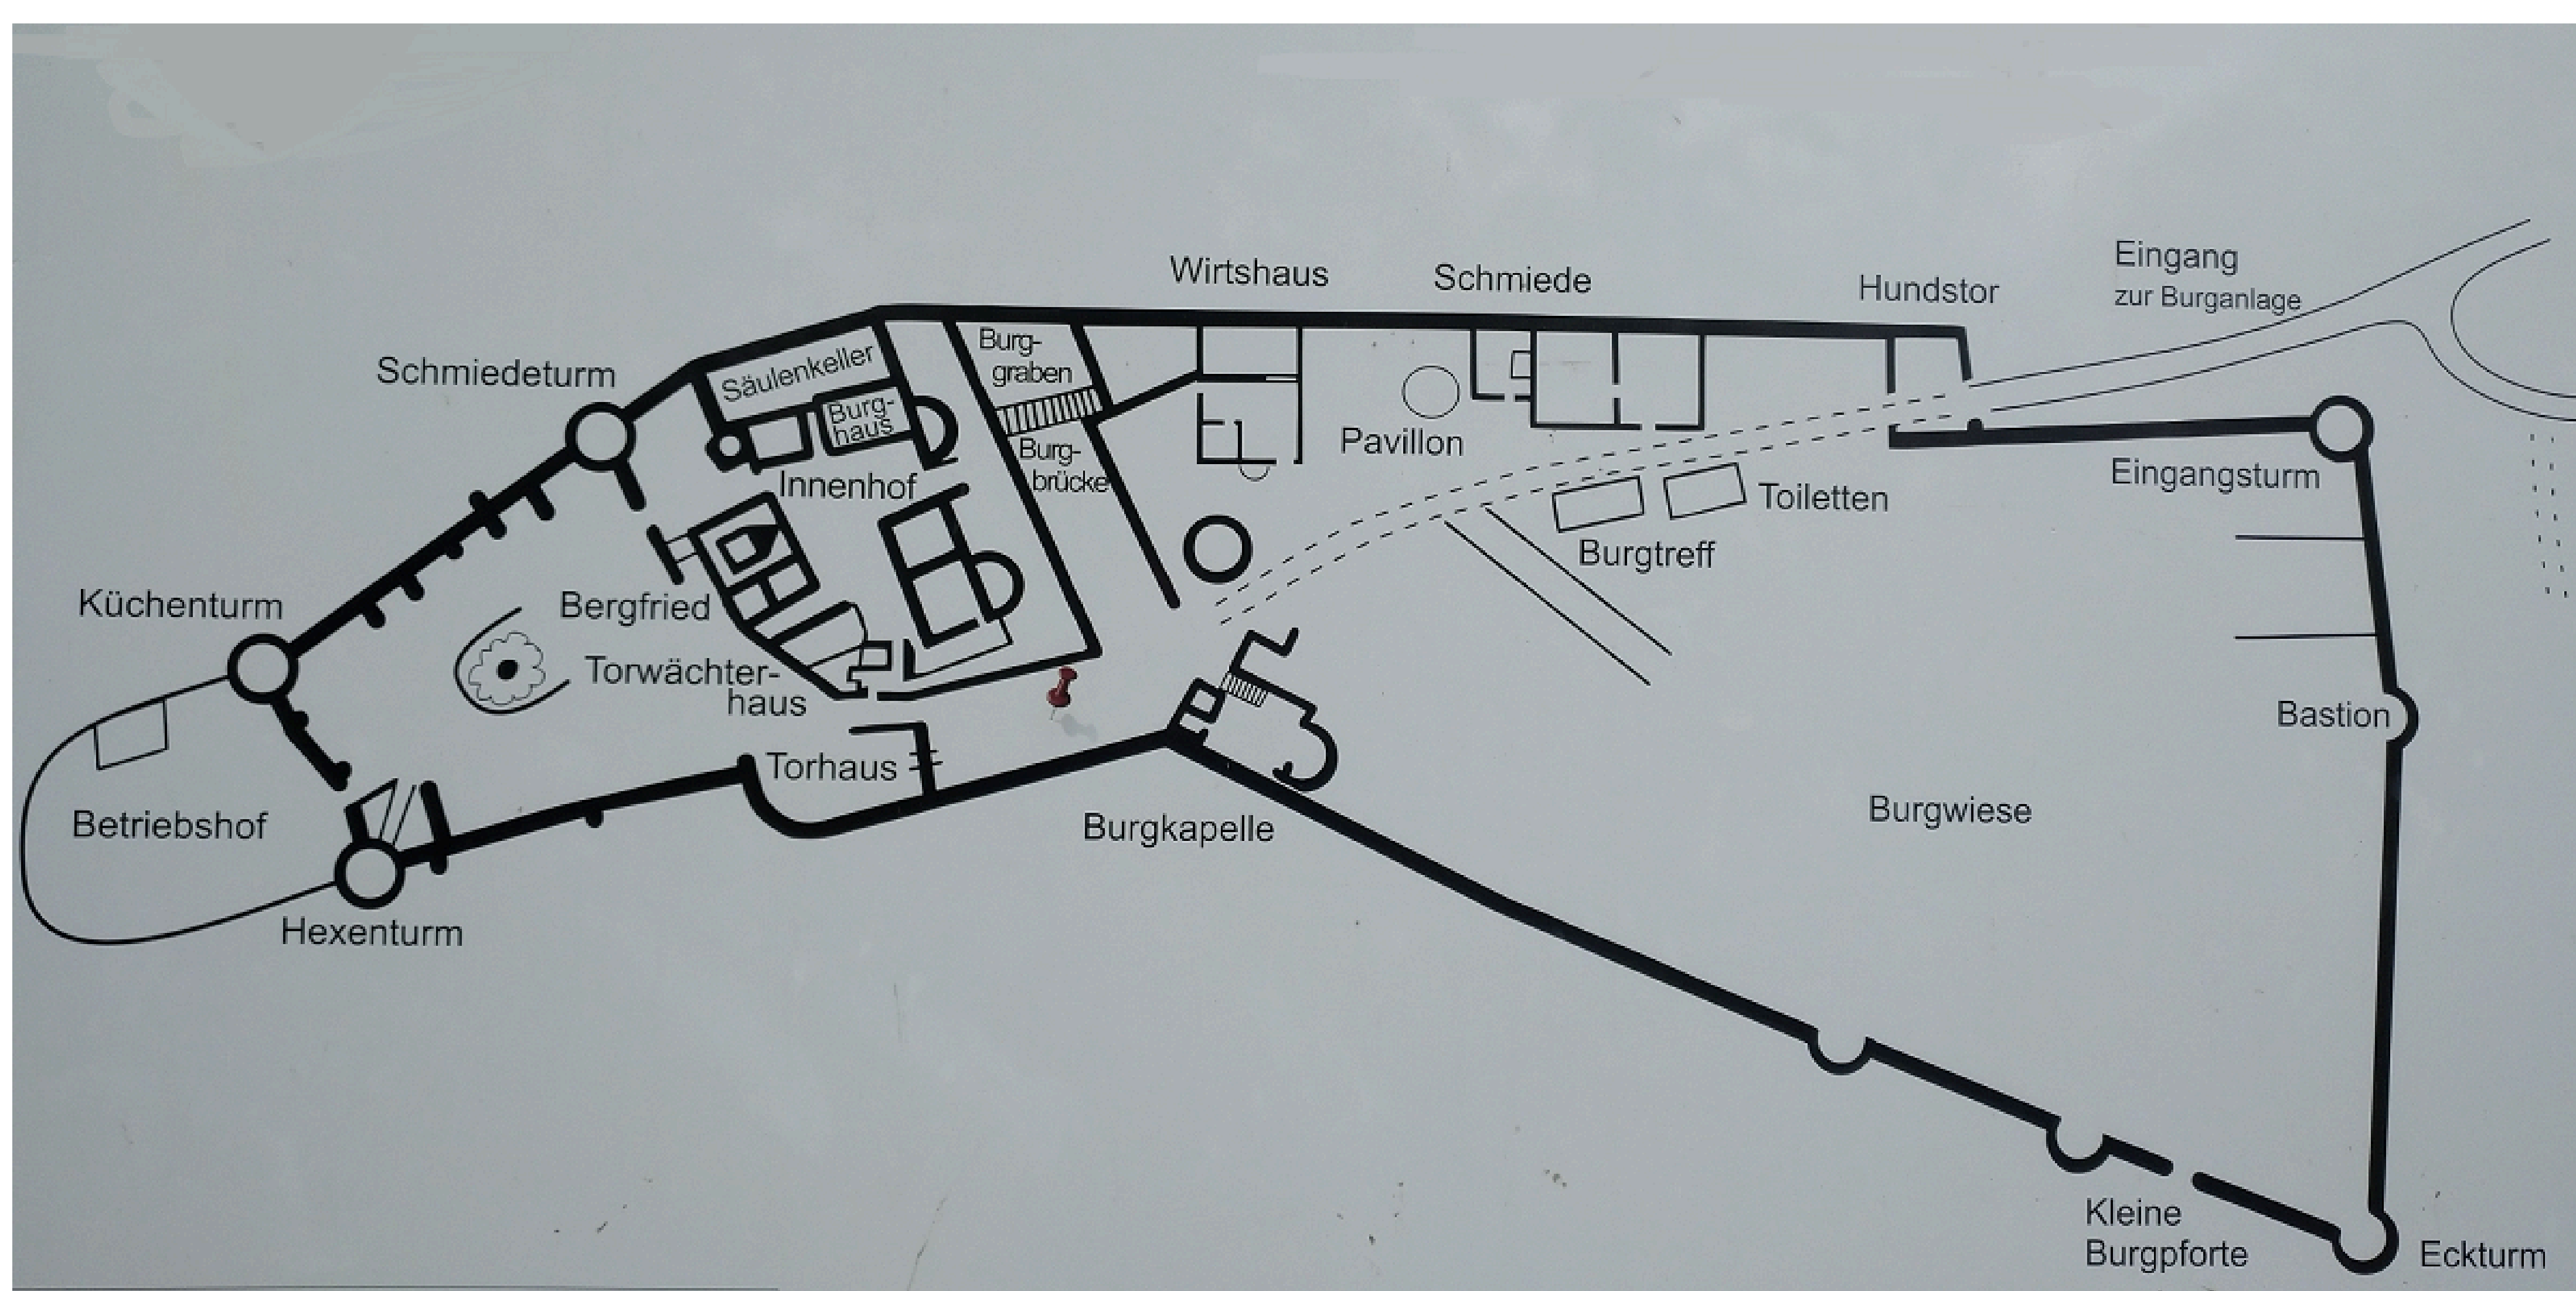 Eingang
zur Burganlage
Wirtshaus
Schmiede
Hundstor
Schmiedeturm
Säulenkeller
Burg-
graben
Burg-
haus
Pavillon
Burg-
brücke
Innenhof
Eingangsturm
Toiletten
Burgtreff
Küchenturm
Bergfried
Torwächter-
haus
Bastion
Torhaus
Betriebshof
Burgkapelle
Burgwiese
Hexenturm
Kleine
Burgpforte
Eckturm